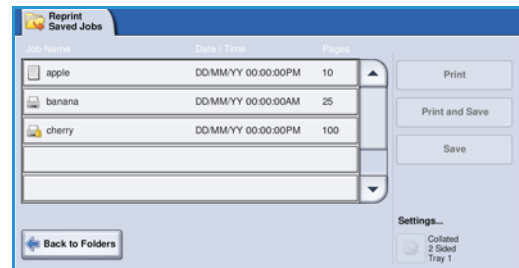 Reprint
Saved Jobs
Job Name Date / Time Pages
apple DD/MM/YY 00:00:00PM 10
banana DD/MM/YY 00:00:00AM 25
cherry DD/MM/YY 00:00:00PM 100
Print
Print and Save
Save
Settings...
Collated
2 Sided
Tray 1
Back to Folders